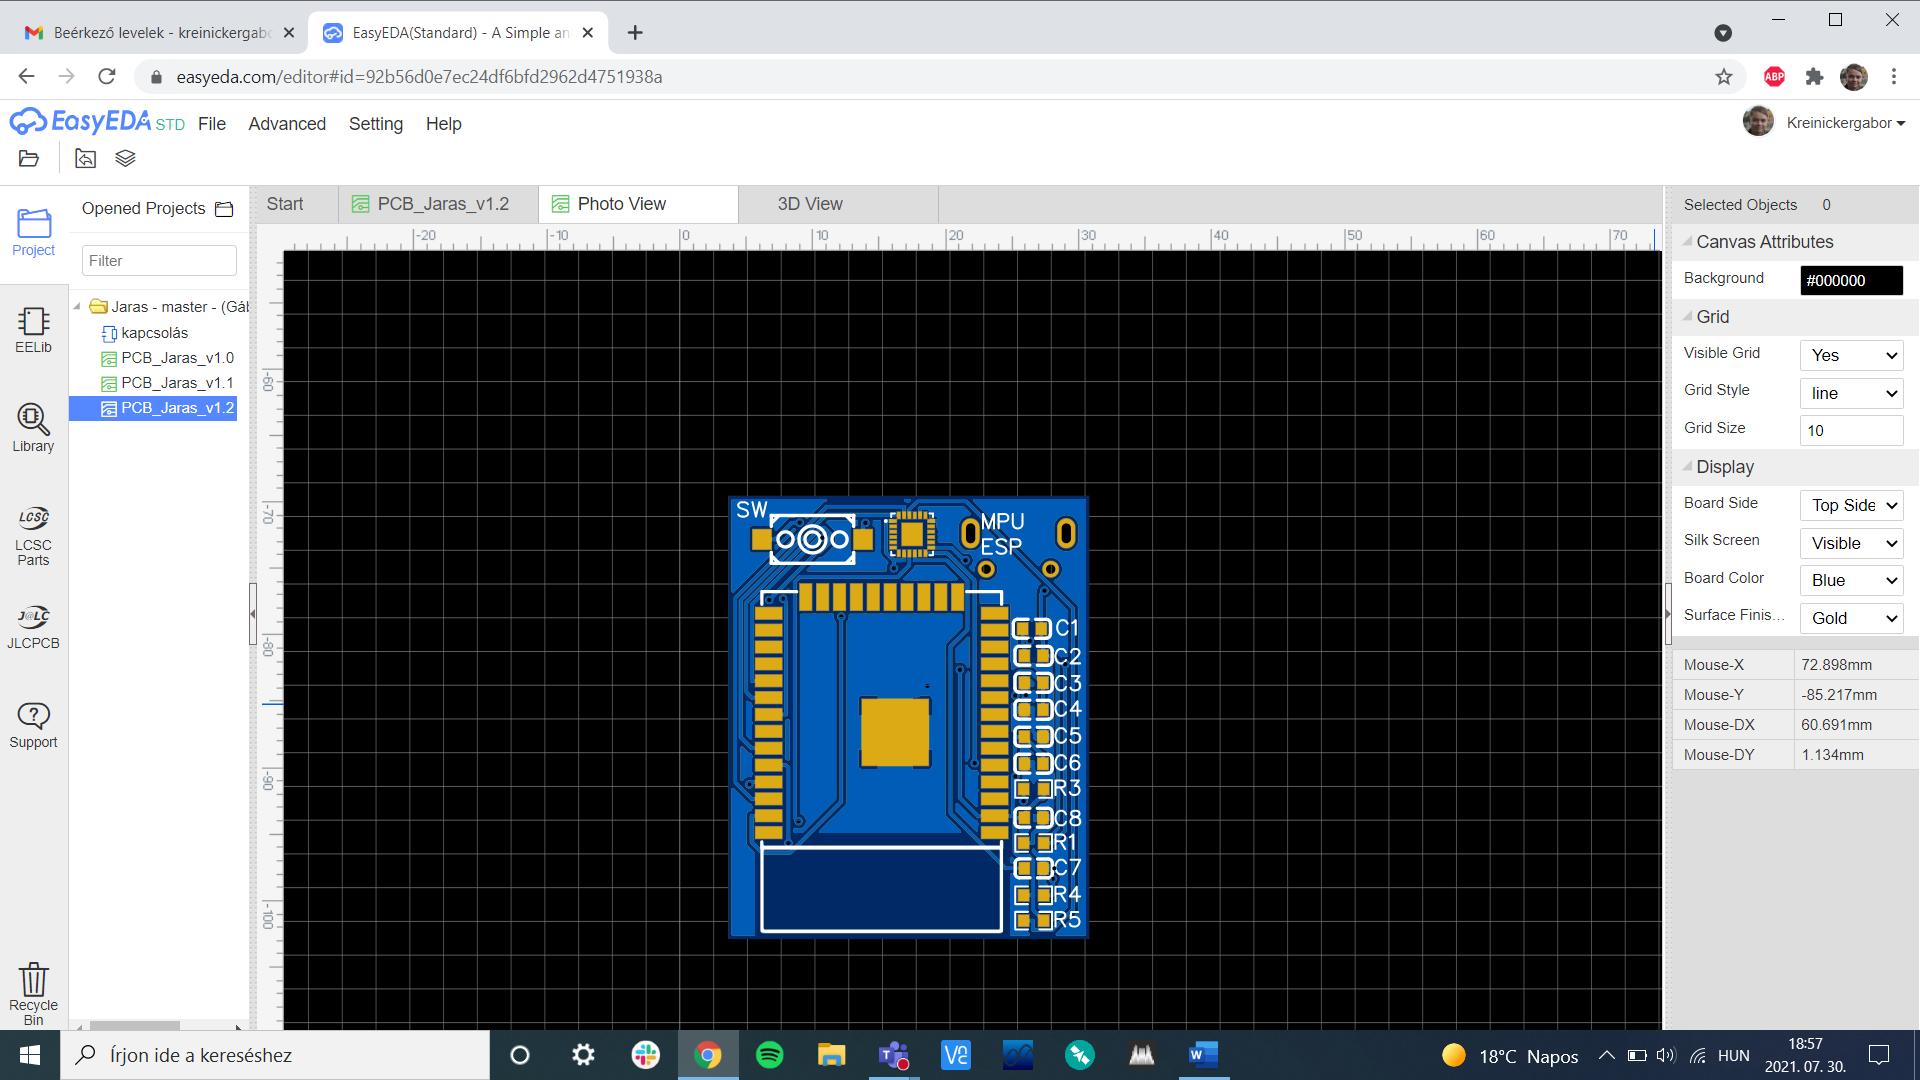 Beérkező levelek - kreinickergabo
EasyEDA(Standard) - A Simple an
easyeda.com/editor#id=92b56d0e7ec24df6bfd2962d4751938a
ABP
EasyEDA STD File Advanced Setting Help
Kreinickergabor
Project
EELib
Library
LCSC
LCSC
Parts
J@LC
JLCPCB
Support
Recycle
Bin
Opened Projects
Filter
Jaras - master - (Gáb
kapcsolás
PCB_Jaras_v1.0
PCB_Jaras_v1.1
PCB_Jaras_v1.2
Start PCB_Jaras_v1.2 Photo View 3D View
-20 -10 0 10 20 30 40 50 60 70
-60
-70
-80
-90
-100
SW
MPU
ESP
C1
C2
C3
C4
C5
C6
R3
C8
R1
C7
R4
R5
Selected Objects 0
Canvas Attributes
Background #000000
Grid
Visible Grid Yes
Grid Style line
Grid Size 10
Display
Board Side Top Side
Silk Screen Visible
Board Color Blue
Surface Finis... Gold
Mouse-X 72.898mm
Mouse-Y -85.217mm
Mouse-DX 60.691mm
Mouse-DY 1.134mm
Írjon ide a kereséshez
18°C Napos
HUN
18:57
2021. 07. 30.